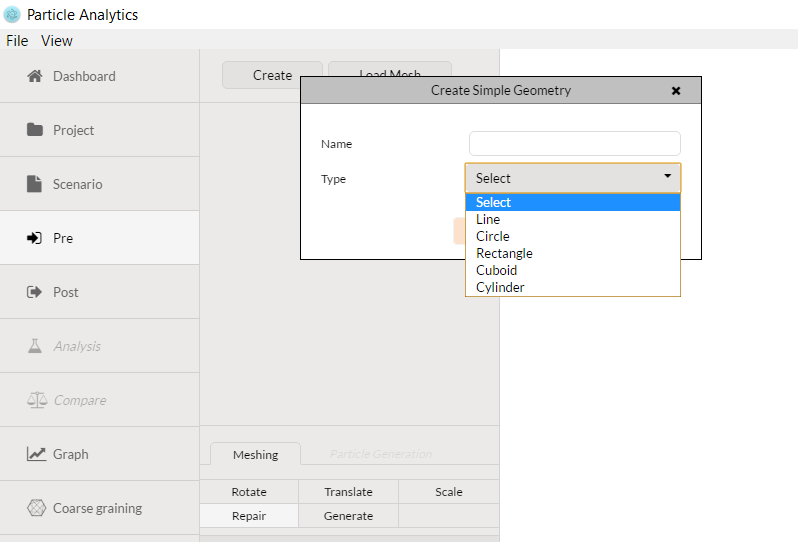 Particle Analytics
File View
Dashboard
Project
Scenario
Pre
Post
Analysis
Compare
Graph
Coarse graining
Create
Load Mesh
Create Simple Geometry
Name
Type
Select
Select
Line
Circle
Rectangle
Cuboid
Cylinder
Meshing Particle Generation
Rotate Translate Scale
Repair Generate